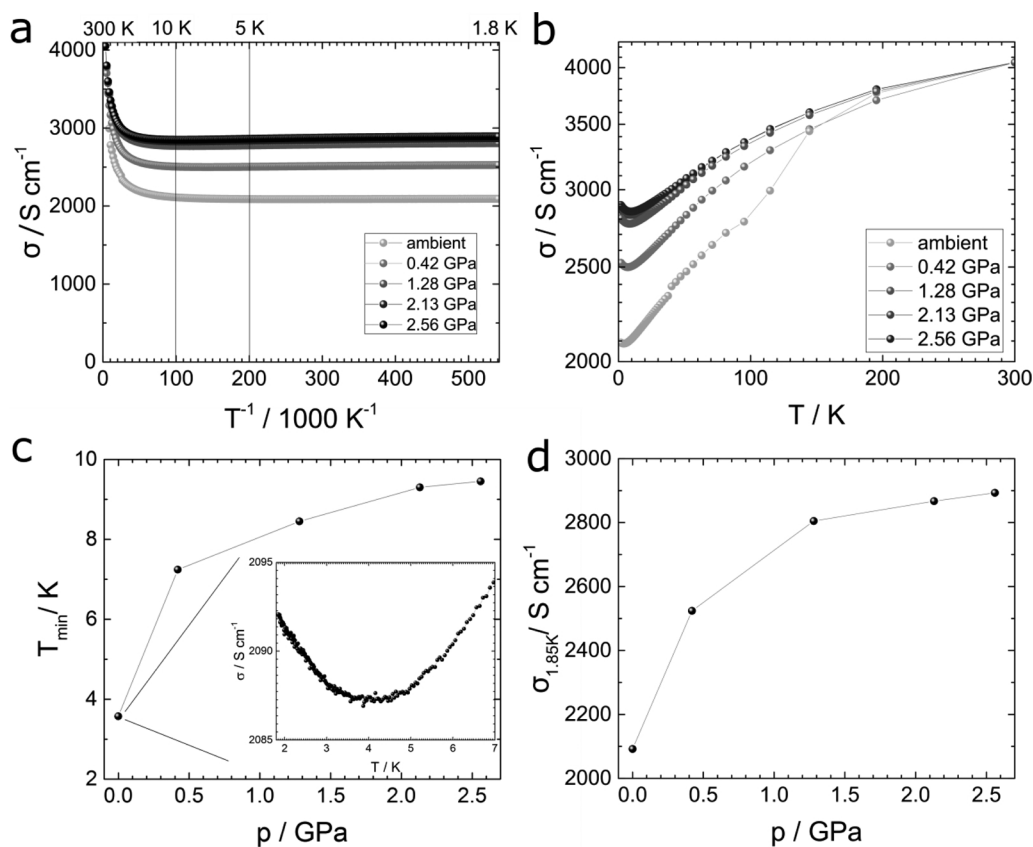 a
300 K 10 K 5 K 1.8 K
4000
3000
2000
1000
0
σ / S cm⁻¹
ambient
0.42 GPa
1.28 GPa
2.13 GPa
2.56 GPa
0 100 200 300 400 500
T⁻¹ / 1000 K⁻¹
b
4000
3500
3000
2500
2000
σ / S cm⁻¹
ambient
0.42 GPa
1.28 GPa
2.13 GPa
2.56 GPa
0 100 200 300
T / K
c
10
8
6
4
2
Tmin/ K
2095
2090
2085
σ / S cm⁻¹
2 3 4 5 6 7
T / K
0.0 0.5 1.0 1.5 2.0 2.5
p / GPa
d
3000
2800
2600
2400
2200
2000
σ1.85K/ S cm⁻¹
0.0 0.5 1.0 1.5 2.0 2.5
p / GPa